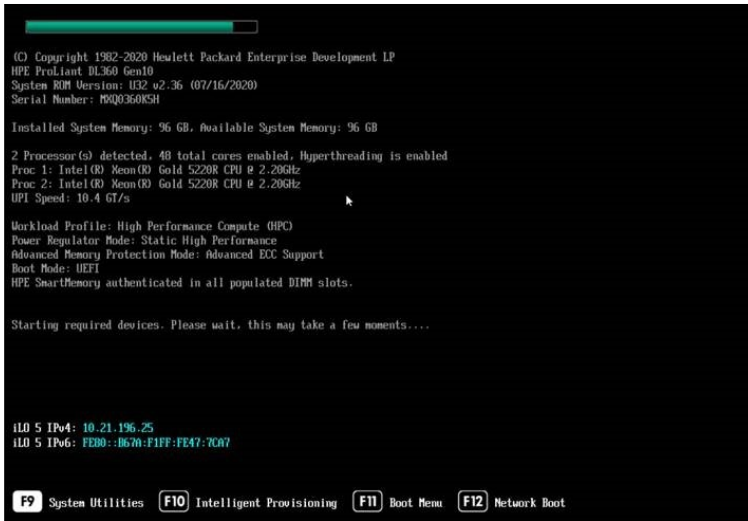 (C) Copyright 1982-2020 Hewlett Packard Enterprise Development LP
HPE ProLiant DL360 Gen10
System ROM Version: U32 v2.36 (07/16/2020)
Serial Number: MXQ0360K5H
Installed System Memory: 96 GB, Available System Memory: 96 GB
2 Processor(s) detected, 48 total cores enabled, Hyperthreading is enabled
Proc 1: Intel(R) Xeon(R) Gold 5220R CPU @ 2.20GHz
Proc 2: Intel(R) Xeon(R) Gold 5220R CPU @ 2.20GHz
UPI Speed: 10.4 GT/s
Workload Profile: High Performance Compute (HPC)
Power Regulator Mode: Static High Performance
Advanced Memory Protection Mode: Advanced ECC Support
Boot Mode: UEFI
HPE SmartMemory authenticated in all populated DIMM slots.
Starting required devices. Please wait, this may take a few moments....
iLO 5 IPv4: 10.21.196.25
iLO 5 IPv6: FE80::B67A:F1FF:FE47:7CA7
F9 System Utilities F10 Intelligent Provisioning F11 Boot Menu F12 Network Boot